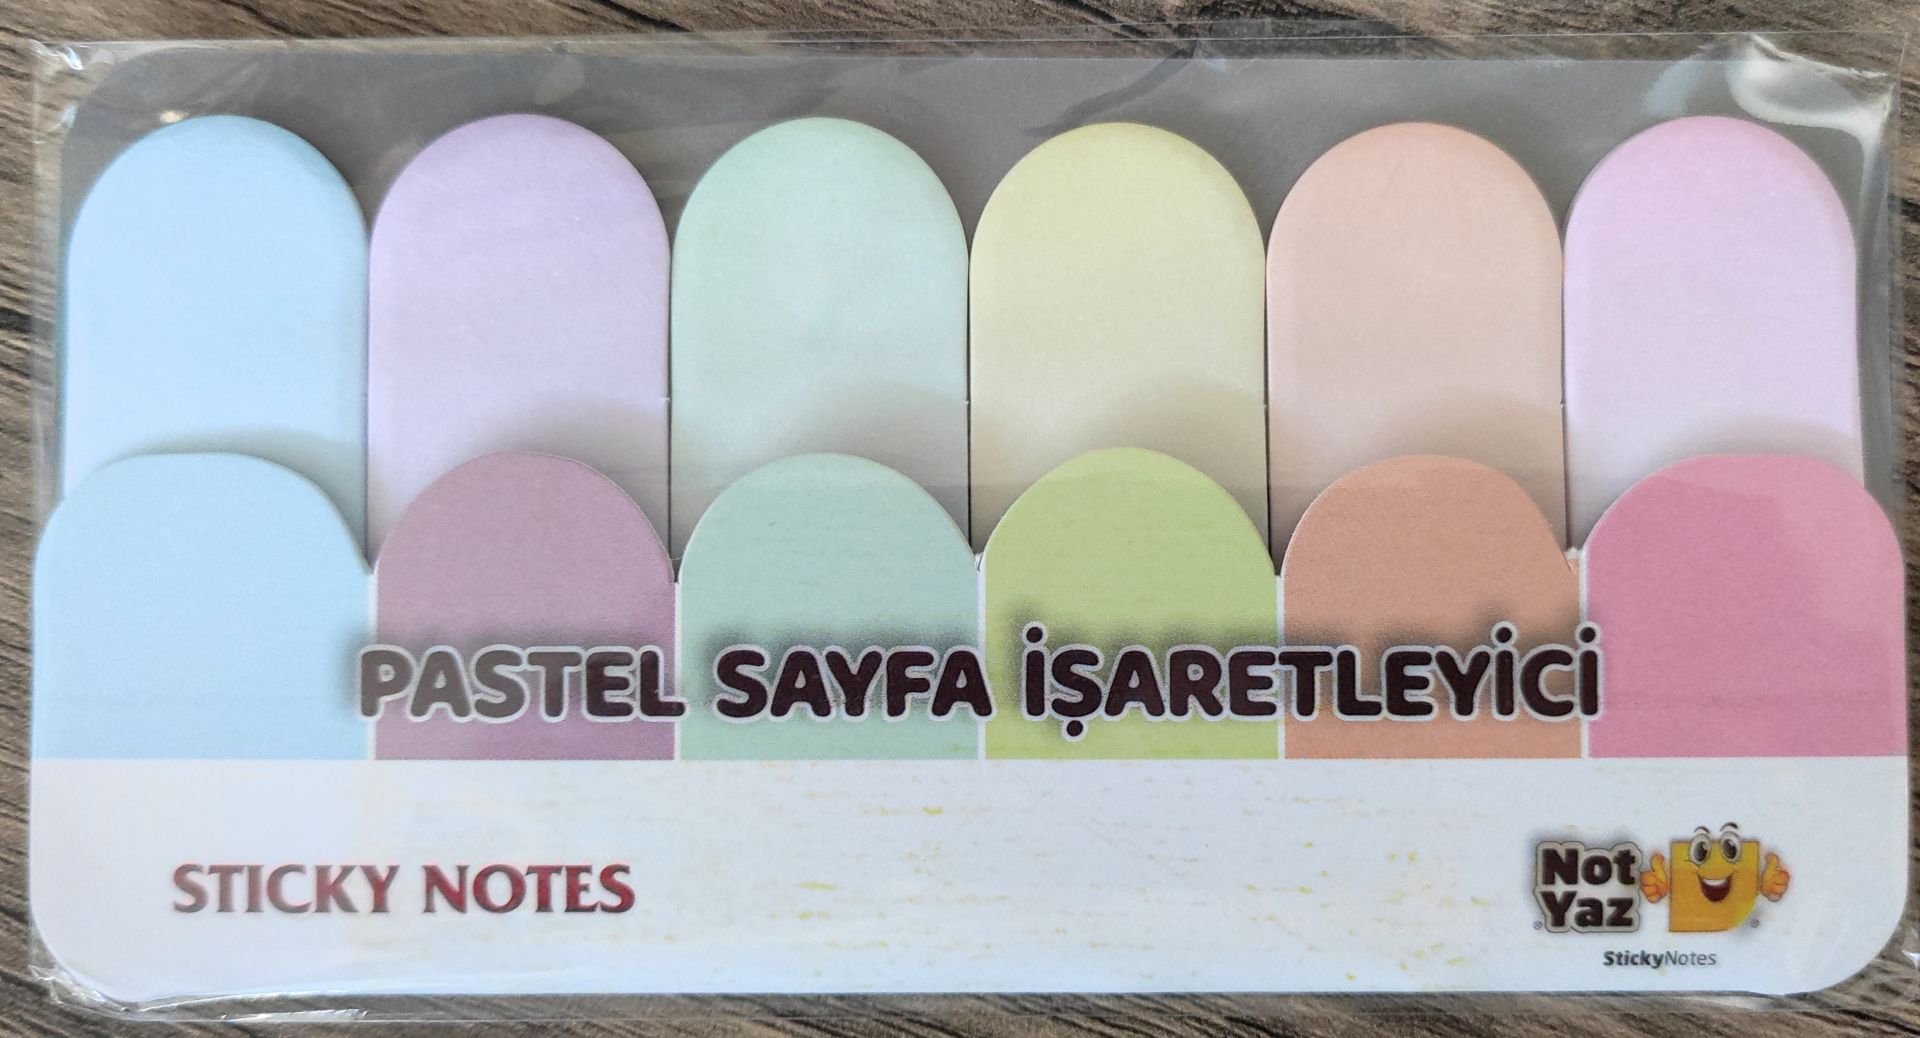 PASTEL SAYFA İŞARETLEYİCİ
STICKY NOTES
Not
Yaz
StickyNotes